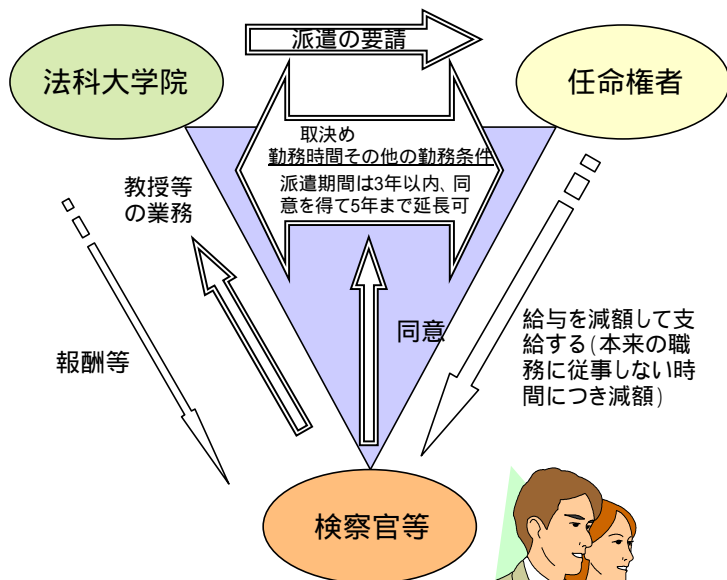 派遣の要請
法科大学院
任命権者
取決め
勤務時間その他の勤務条件
派遣期間は3年以内、同
意を得て5年まで延長可
教授等
の業務
同意
報酬等
給与を減額して支
給する(本来の職
務に従事しない時
間につき減額)
検察官等